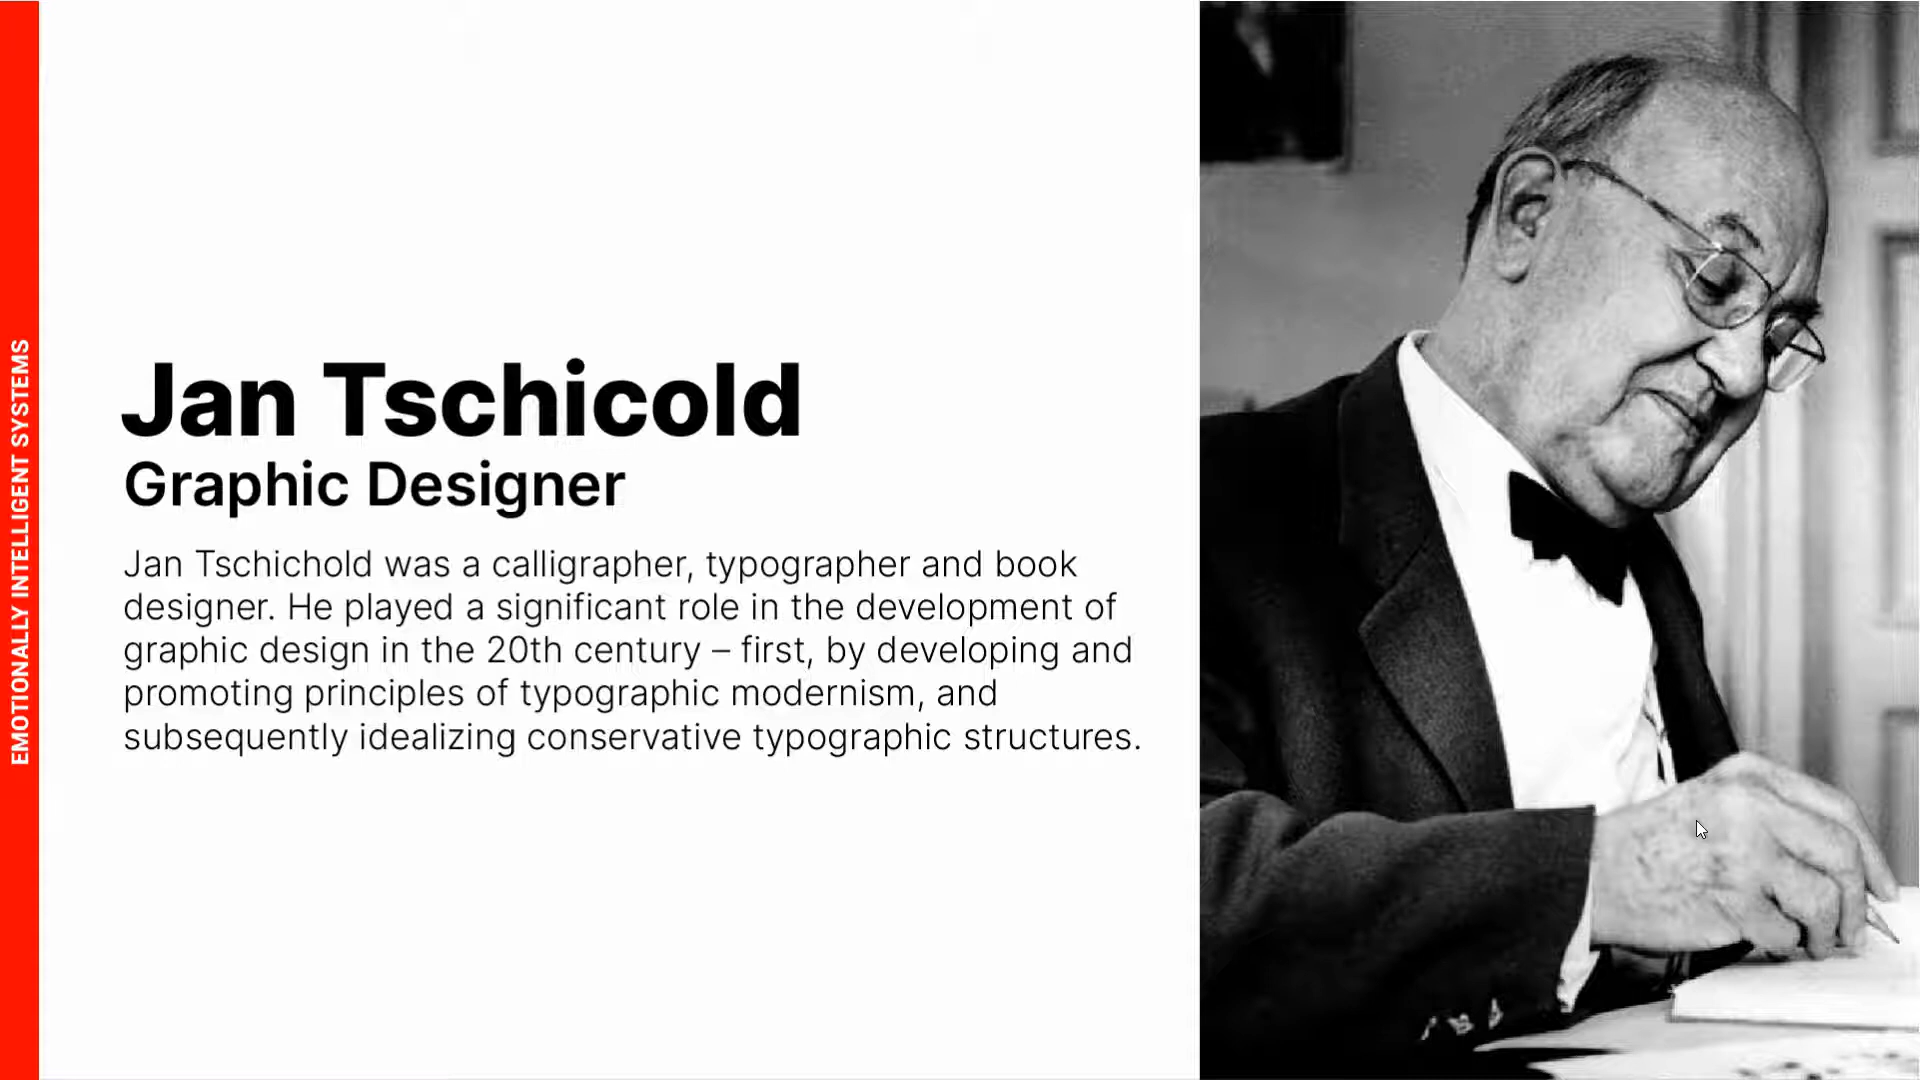 EMOTIONALLY INTELLIGENT SYSTEMS
Jan Tschicold
Graphic Designer
Jan Tschichold was a calligrapher, typographer and book
designer. He played a significant role in the development of
graphic design in the 20th century – first, by developing and
promoting principles of typographic modernism, and
subsequently idealizing conservative typographic structures.